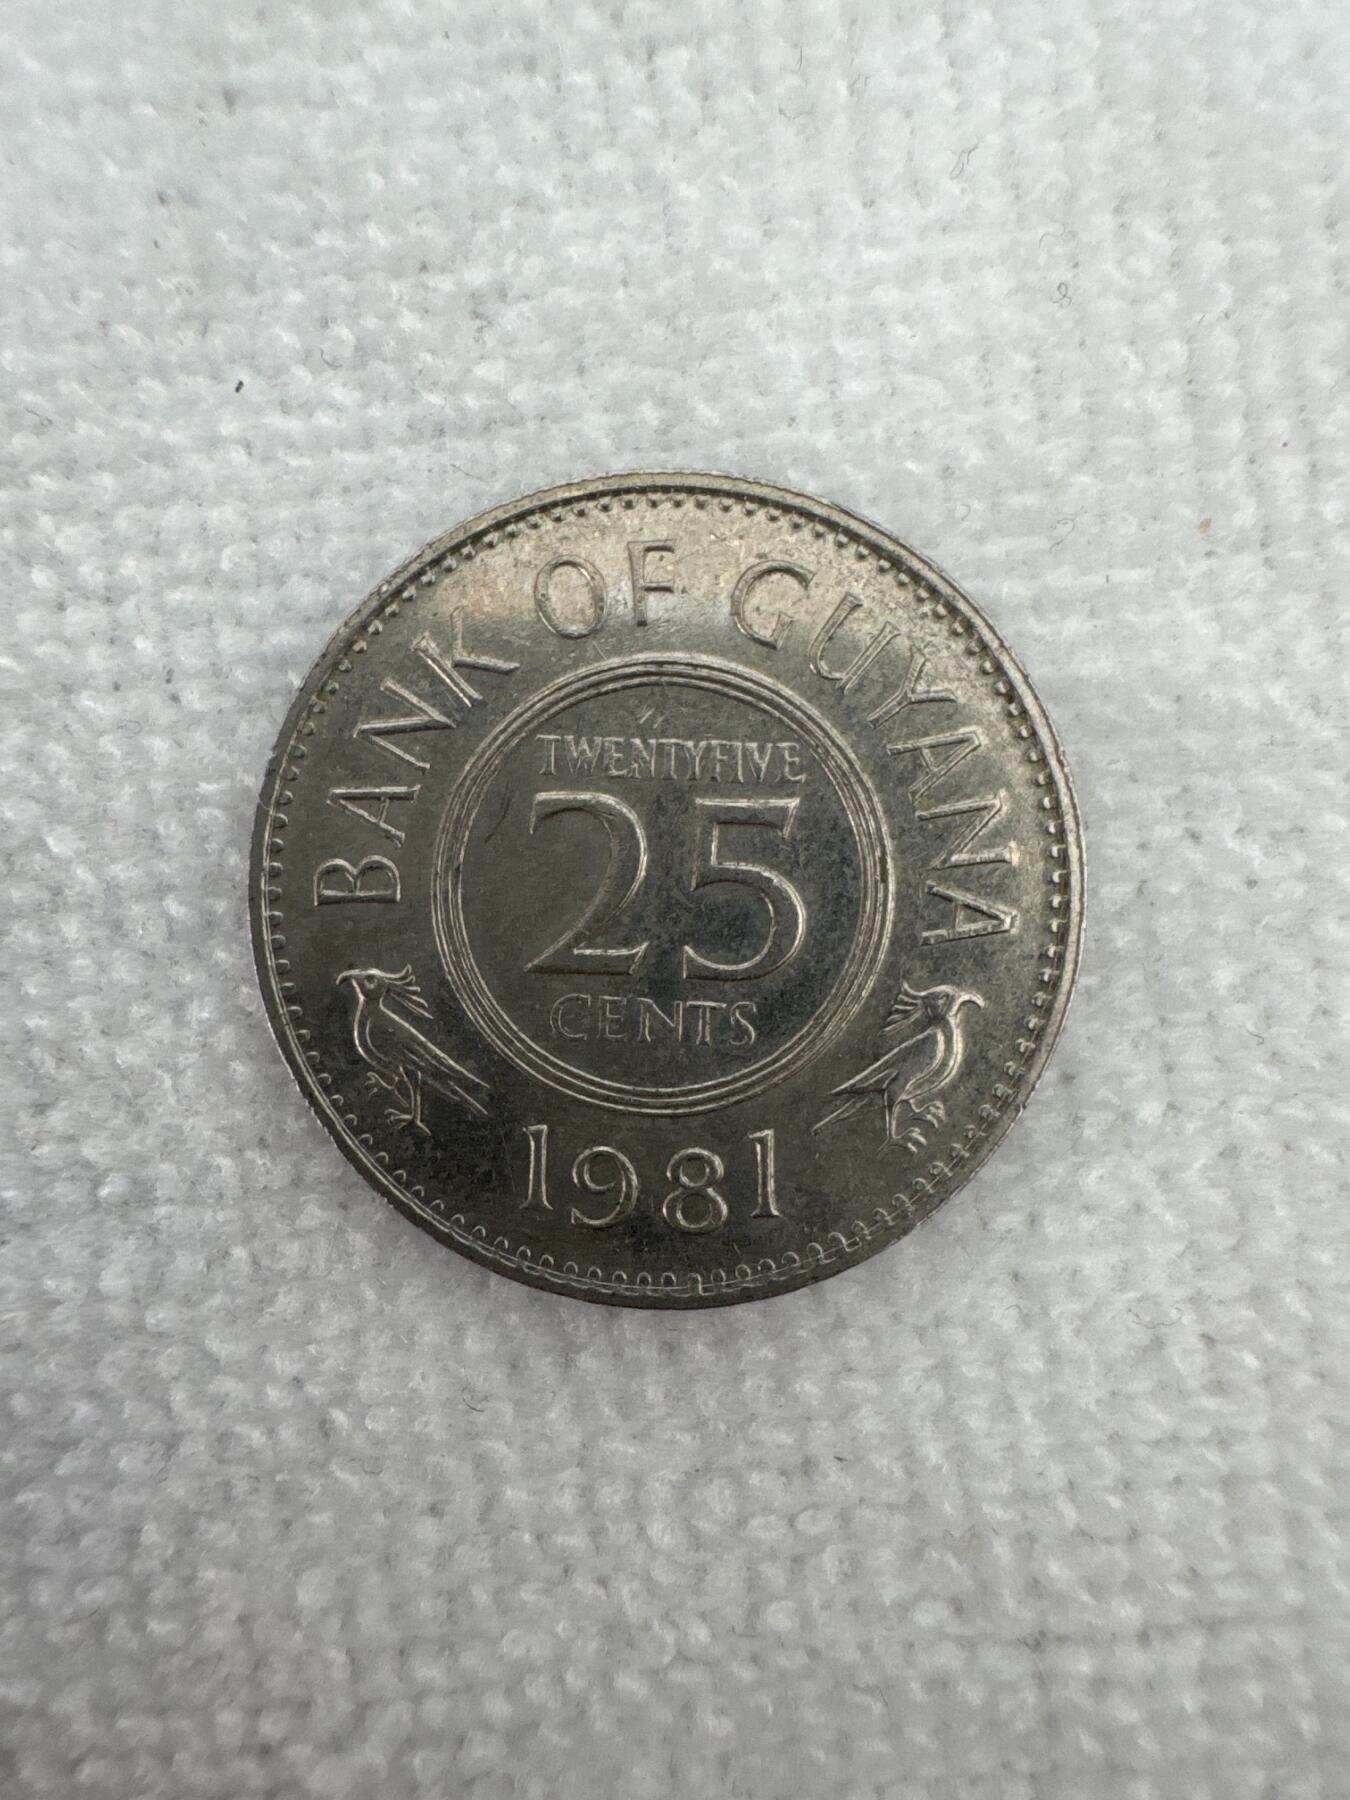 BANK OF GUYANA
TWENTYFIVE
25
CENTS
1981